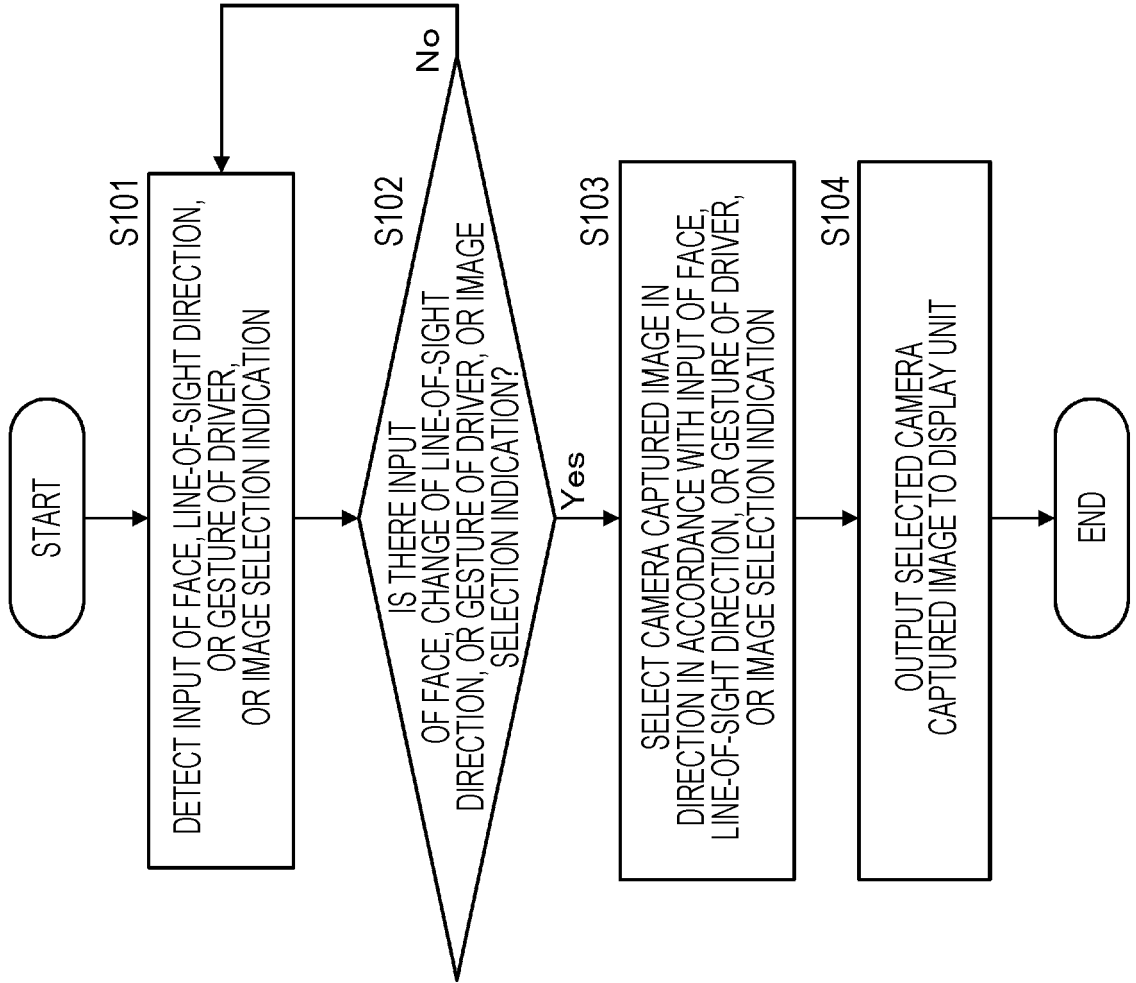 START
S101
DETECT INPUT OF FACE, LINE-OF-SIGHT DIRECTION,
OR GESTURE OF DRIVER,
OR IMAGE SELECTION INDICATION
S102
IS THERE INPUT
OF FACE, CHANGE OF LINE-OF-SIGHT
DIRECTION, OR GESTURE OF DRIVER, OR IMAGE
SELECTION INDICATION?
No
Yes
S103
SELECT CAMERA CAPTURED IMAGE IN
DIRECTION IN ACCORDANCE WITH INPUT OF FACE,
LINE-OF-SIGHT DIRECTION, OR GESTURE OF DRIVER,
OR IMAGE SELECTION INDICATION
S104
OUTPUT SELECTED CAMERA
CAPTURED IMAGE TO DISPLAY UNIT
END